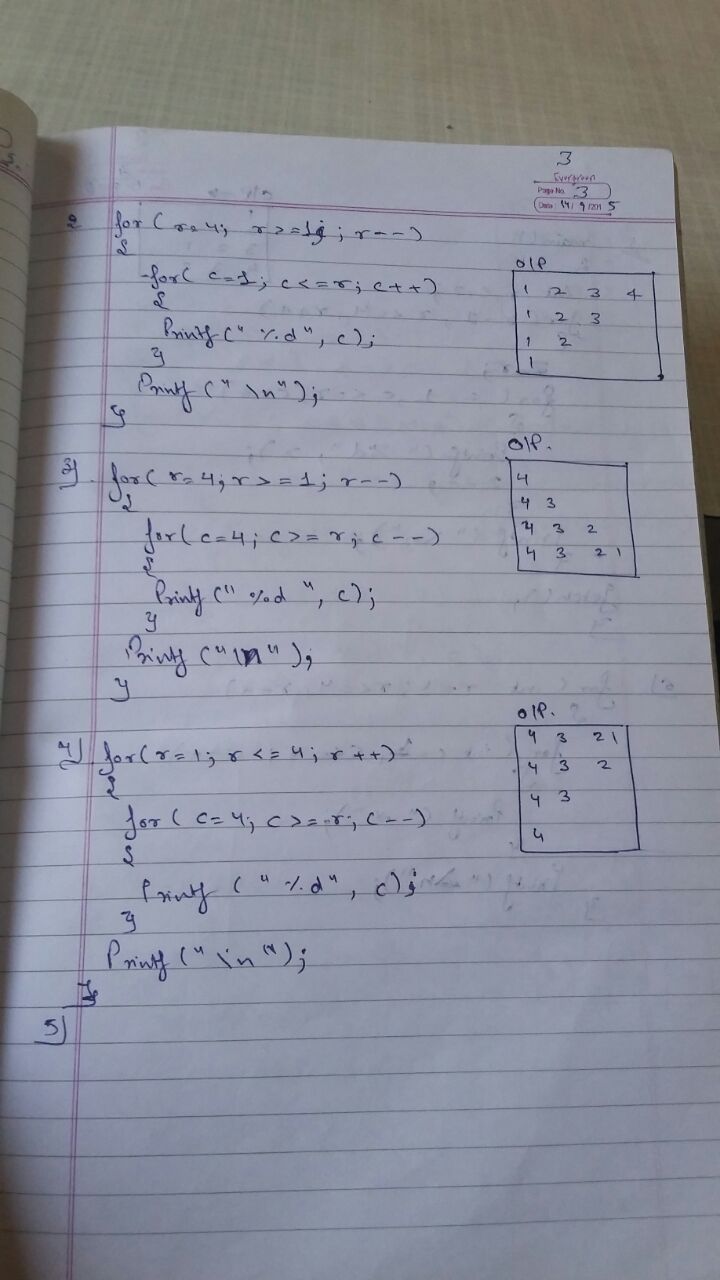 3
Evergreen
Page No. 3
Date: 14/9/2015
2 for( r=4; r>=1; r--)
{
for( c=1; c<=r; c++)
{
Printf(" %d", c);
}
Printf(" \n");
}
O/P
1 2 3 4
1 2 3
1 2
1
3) for( r=4; r>=1; r--)
{
for( c=4; c>=r; c--)
{
Printf(" %d ", c);
}
Printf("\n");
}
O/P.
4
4 3
4 3 2
4 3 2 1
4) for(r=1; r<=4; r++)
{
for( c=4; c>=r; c--)
{
Printf (" %d", c);
}
Printf(" \n");
}
O/P.
4 3 2 1
4 3 2
4 3
4
5)